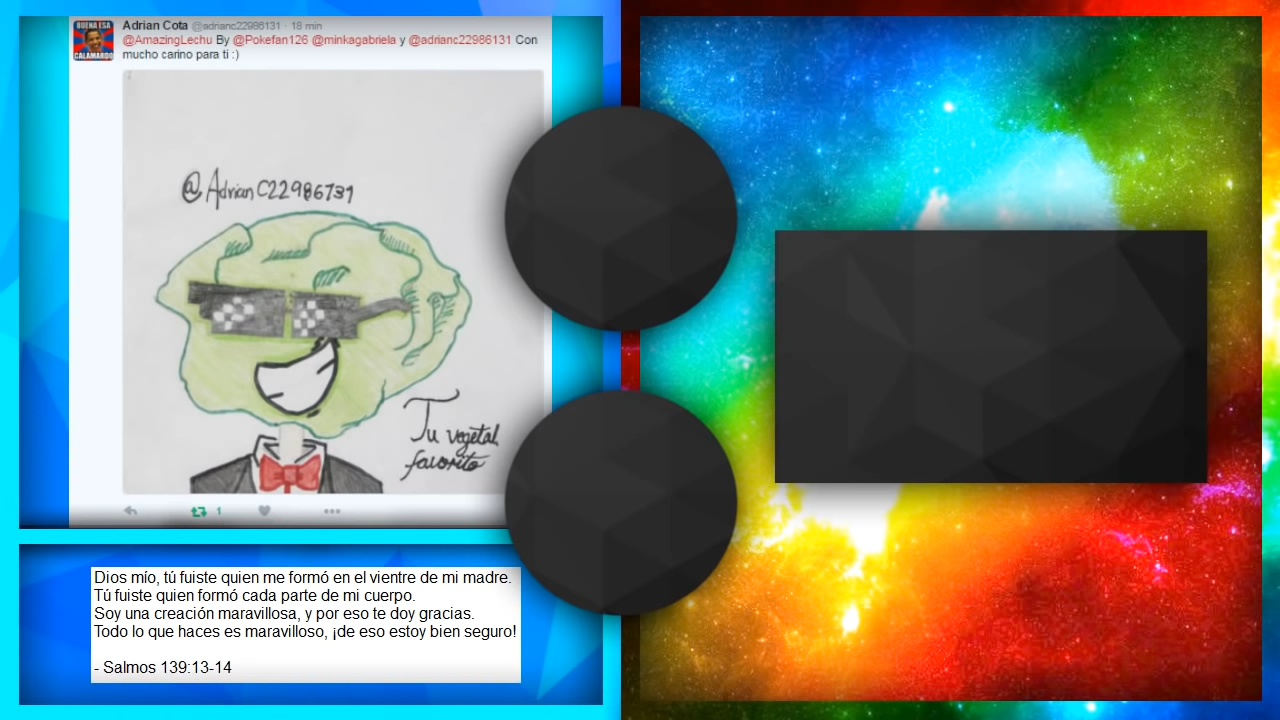 BUENA ESA
CALAMARDO
Adrian Cota @adrianc22986131 · 18 min
@AmazingLechu By @Pokefan126 @minkagabriela y @adrianc22986131 Con
mucho carino para ti :)
@AdrianC22986131
Tu vegetal
favorito
1
Dios mío, tú fuiste quien me formó en el vientre de mi madre.
Tú fuiste quien formó cada parte de mi cuerpo.
Soy una creación maravillosa, y por eso te doy gracias.
Todo lo que haces es maravilloso, ¡de eso estoy bien seguro!
- Salmos 139:13-14